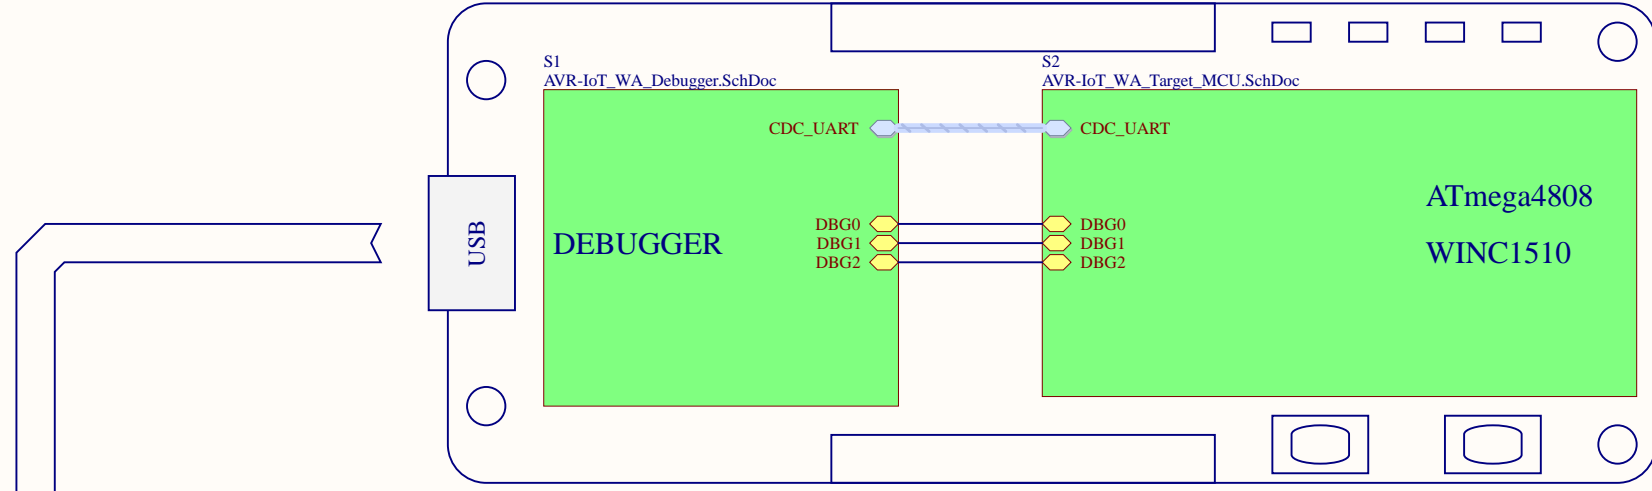 S1
AVR-IoT_WA_Debugger.SchDoc
S2
AVR-IoT_WA_Target_MCU.SchDoc
CDC_UART
CDC_UART
ATmega4808
DBG0
DBG0
USB
DEBUGGER
DBG1
DBG1
WINC1510
DBG2
DBG2